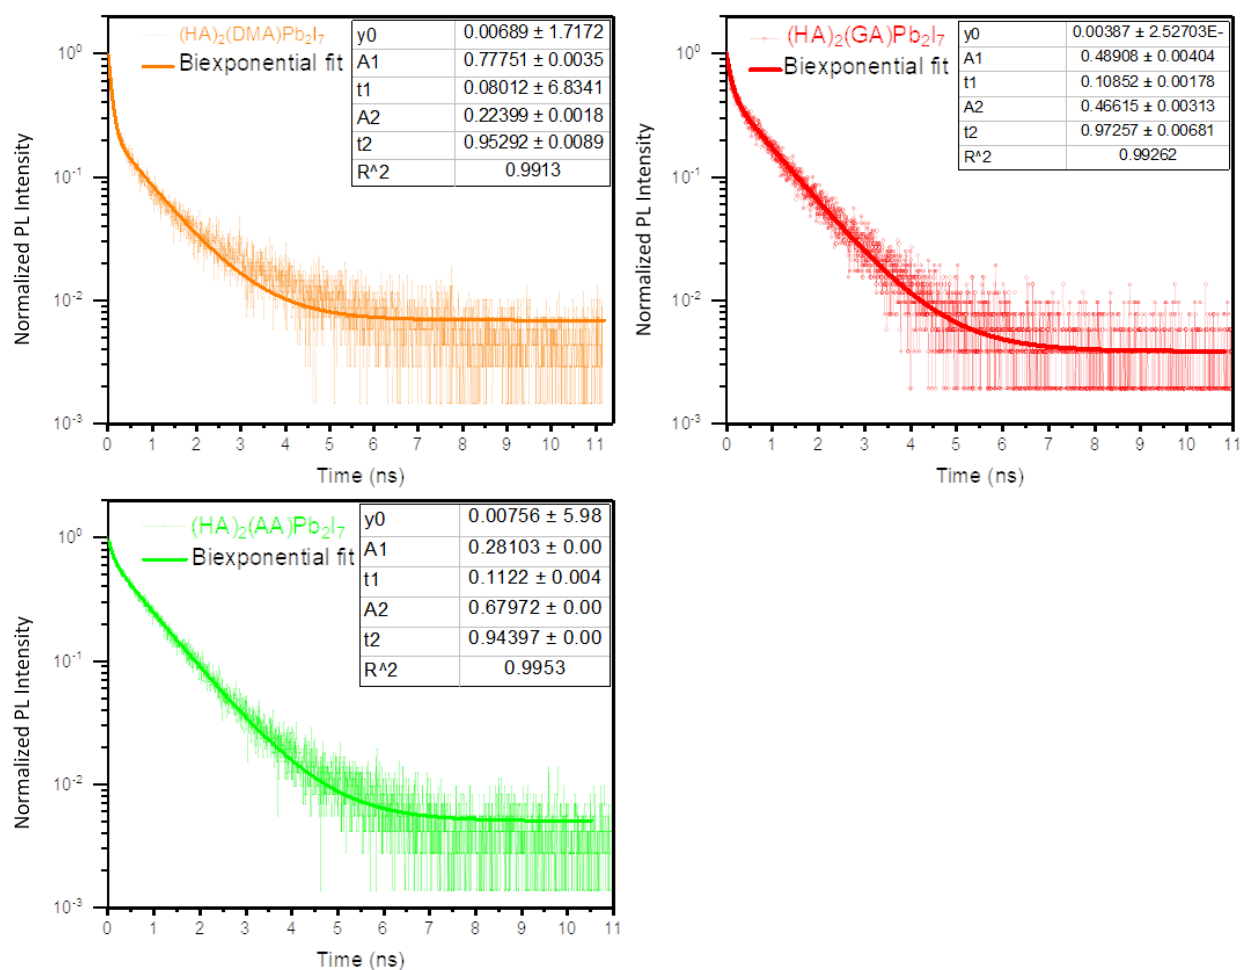 (HA)2(DMA)Pb2I7
Biexponential fit
y0 0.00689 ± 1.7172
A1 0.77751 ± 0.0035
t1 0.08012 ± 6.8341
A2 0.22399 ± 0.0018
t2 0.95292 ± 0.0089
R^2 0.9913
Normalized PL Intensity
10^0
10^-1
10^-2
10^-3
0 1 2 3 4 5 6 7 8 9 10 11
Time (ns)
(HA)2(GA)Pb2I7
Biexponential fit
y0 0.00387 ± 2.52703E-
A1 0.48908 ± 0.00404
t1 0.10852 ± 0.00178
A2 0.46615 ± 0.00313
t2 0.97257 ± 0.00681
R^2 0.99262
Normalized PL Intensity
10^0
10^-1
10^-2
10^-3
0 1 2 3 4 5 6 7 8 9 10 11
Time (ns)
(HA)2(AA)Pb2I7
Biexponential fit
y0 0.00756 ± 5.98
A1 0.28103 ± 0.00
t1 0.1122 ± 0.004
A2 0.67972 ± 0.00
t2 0.94397 ± 0.00
R^2 0.9953
Normalized PL Intensity
10^0
10^-1
10^-2
10^-3
0 1 2 3 4 5 6 7 8 9 10 11
Time (ns)